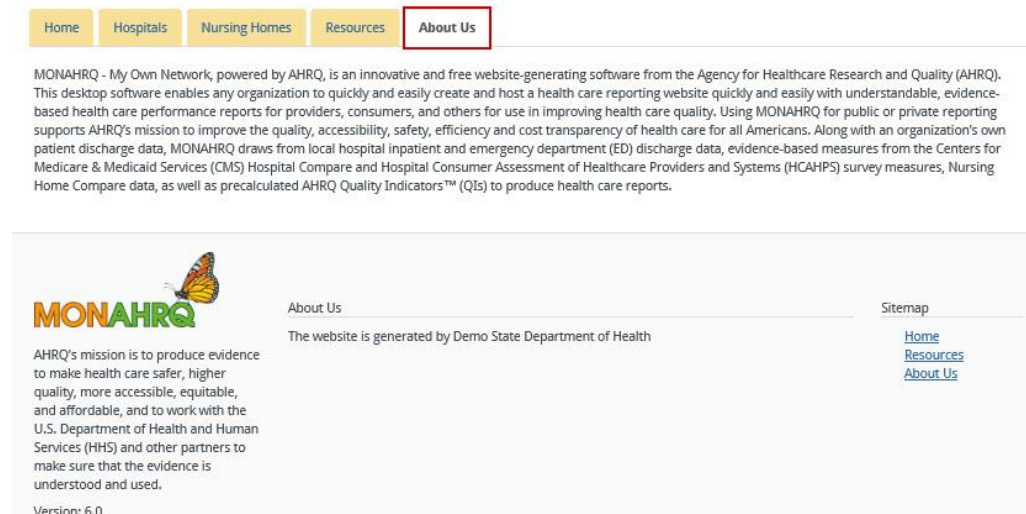 Home Hospitals Nursing Homes Resources About Us
MONAHRQ - My Own Network, powered by AHRQ, is an innovative and free website-generating software from the Agency for Healthcare Research and Quality (AHRQ).
This desktop software enables any organization to quickly and easily create and host a health care reporting website quickly and easily with understandable, evidence-
based health care performance reports for providers, consumers, and others for use in improving health care quality. Using MONAHRQ for public or private reporting
supports AHRQ's mission to improve the quality, accessibility, safety, efficiency and cost transparency of health care for all Americans. Along with an organization's own
patient discharge data, MONAHRQ draws from local hospital inpatient and emergency department (ED) discharge data, evidence-based measures from the Centers for
Medicare & Medicaid Services (CMS) Hospital Compare and Hospital Consumer Assessment of Healthcare Providers and Systems (HCAHPS) survey measures, Nursing
Home Compare data, as well as precalculated AHRQ Quality Indicators™ (QIs) to produce health care reports.
MONAHRQ
AHRQ's mission is to produce evidence
to make health care safer, higher
quality, more accessible, equitable,
and affordable, and to work with the
U.S. Department of Health and Human
Services (HHS) and other partners to
make sure that the evidence is
understood and used.
Version: 6.0
About Us
The website is generated by Demo State Department of Health
Sitemap
Home
Resources
About Us